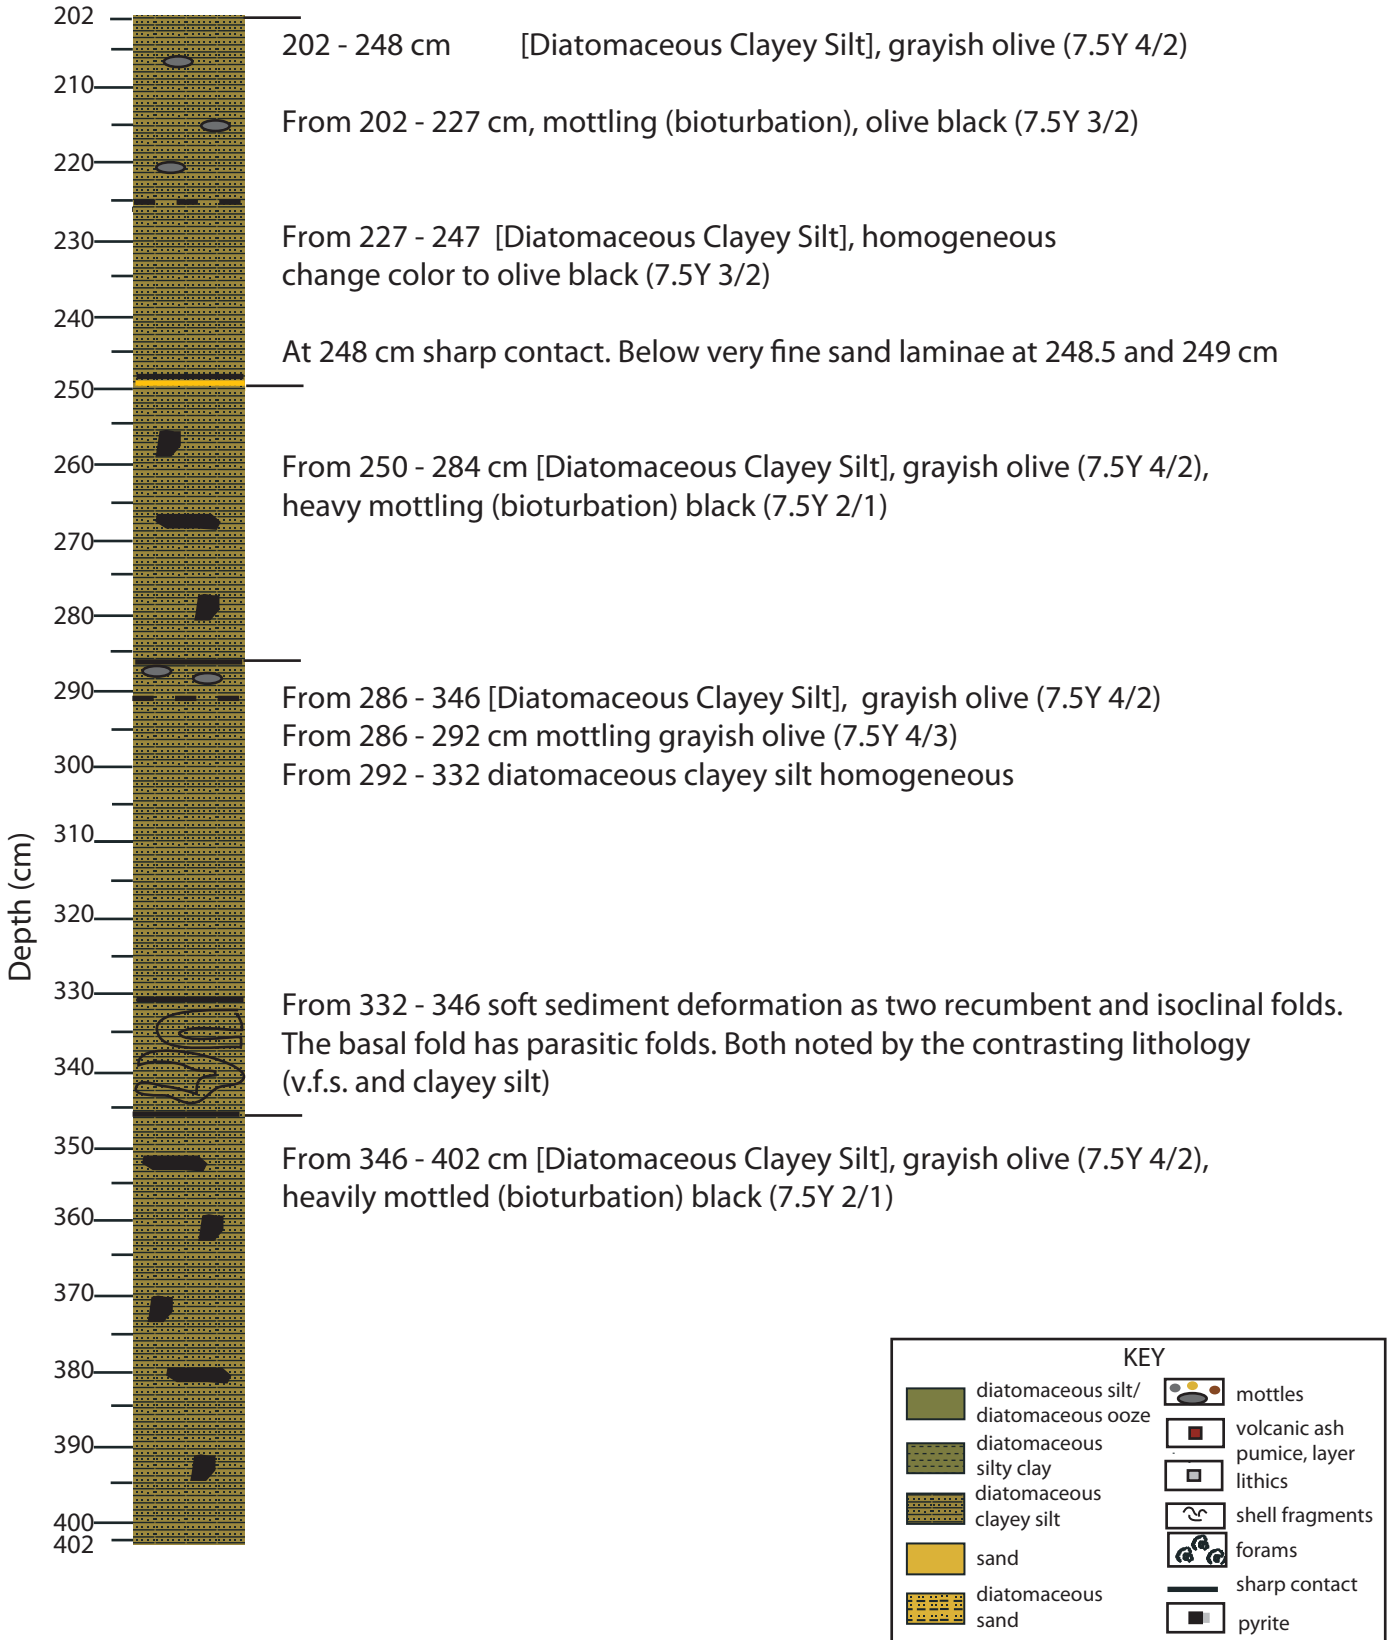 202
210
220
230
240
250
260
270
280
290
300
310
320
330
340
350
360
370
380
390
400
402
Depth (cm)
202 - 248 cm [Diatomaceous Clayey Silt], grayish olive (7.5Y 4/2)
From 202 - 227 cm, mottling (bioturbation), olive black (7.5Y 3/2)
From 227 - 247 [Diatomaceous Clayey Silt], homogeneous
change color to olive black (7.5Y 3/2)
At 248 cm sharp contact. Below very fine sand laminae at 248.5 and 249 cm
From 250 - 284 cm [Diatomaceous Clayey Silt], grayish olive (7.5Y 4/2),
heavy mottling (bioturbation) black (7.5Y 2/1)
From 286 - 346 [Diatomaceous Clayey Silt], grayish olive (7.5Y 4/2)
From 286 - 292 cm mottling grayish olive (7.5Y 4/3)
From 292 - 332 diatomaceous clayey silt homogeneous
From 332 - 346 soft sediment deformation as two recumbent and isoclinal folds.
The basal fold has parasitic folds. Both noted by the contrasting lithology
(v.f.s. and clayey silt)
From 346 - 402 cm [Diatomaceous Clayey Silt], grayish olive (7.5Y 4/2),
heavily mottled (bioturbation) black (7.5Y 2/1)
KEY
diatomaceous silt/
diatomaceous ooze
diatomaceous
silty clay
diatomaceous
clayey silt
sand
diatomaceous
sand
mottles
volcanic ash
pumice, layer
lithics
shell fragments
forams
sharp contact
pyrite